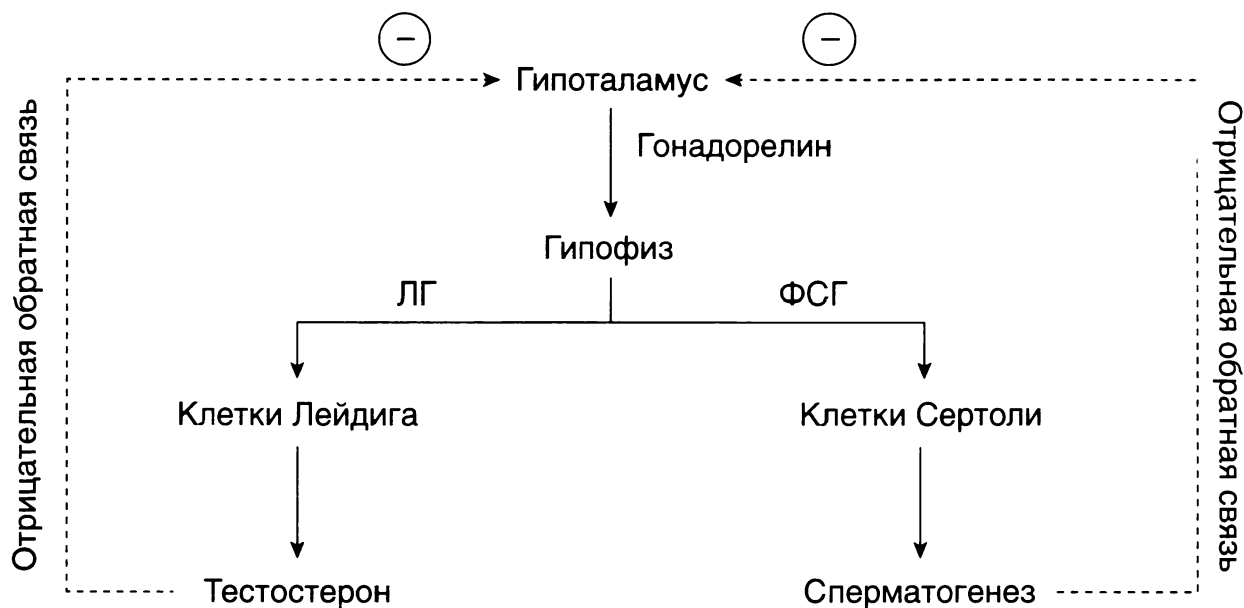 − −
Гипоталамус
Гонадорелин
Гипофиз
ЛГ ФСГ
Клетки Лейдига Клетки Сертоли
Тестостерон Сперматогенез
Отрицательная обратная связь
Отрицательная обратная связь